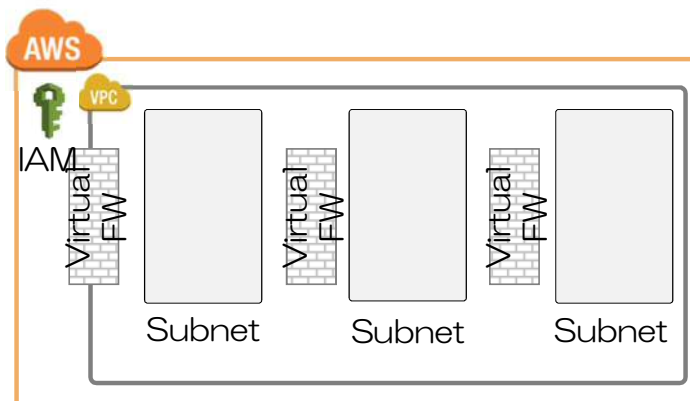 AWS
VPC
IAM
Virtual
FW
Virtual
FW
Virtual
FW
Subnet
Subnet
Subnet